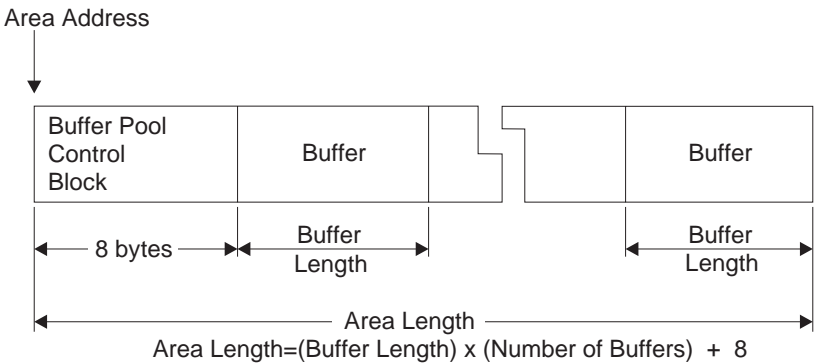 Area Address
Buffer Pool
Control
Block
Buffer
Buffer
8 bytes
Buffer
Length
Buffer
Length
Area Length
Area Length=(Buffer Length) x (Number of Buffers) + 8